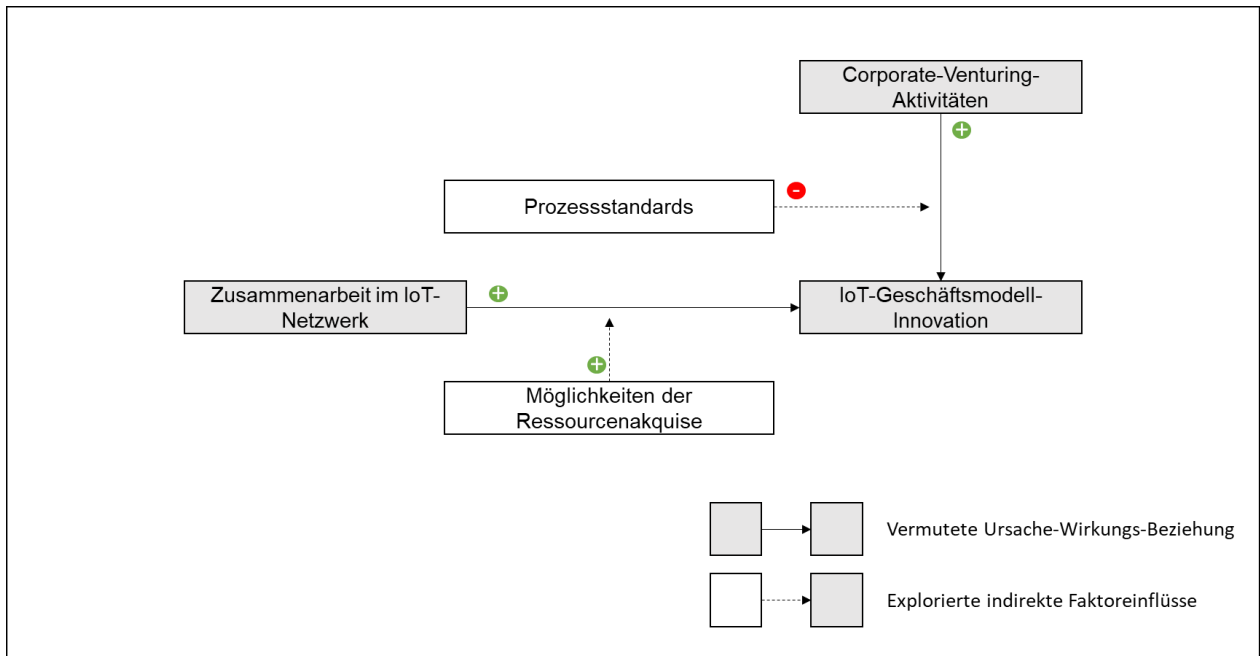 Corporate-Venturing-
Aktivitäten
+
-
Prozessstandards
Zusammenarbeit im IoT-
Netzwerk
+
IoT-Geschäftsmodell-
Innovation
+
Möglichkeiten der
Ressourcenakquise
Vermutete Ursache-Wirkungs-Beziehung
Explorierte indirekte Faktoreinflüsse